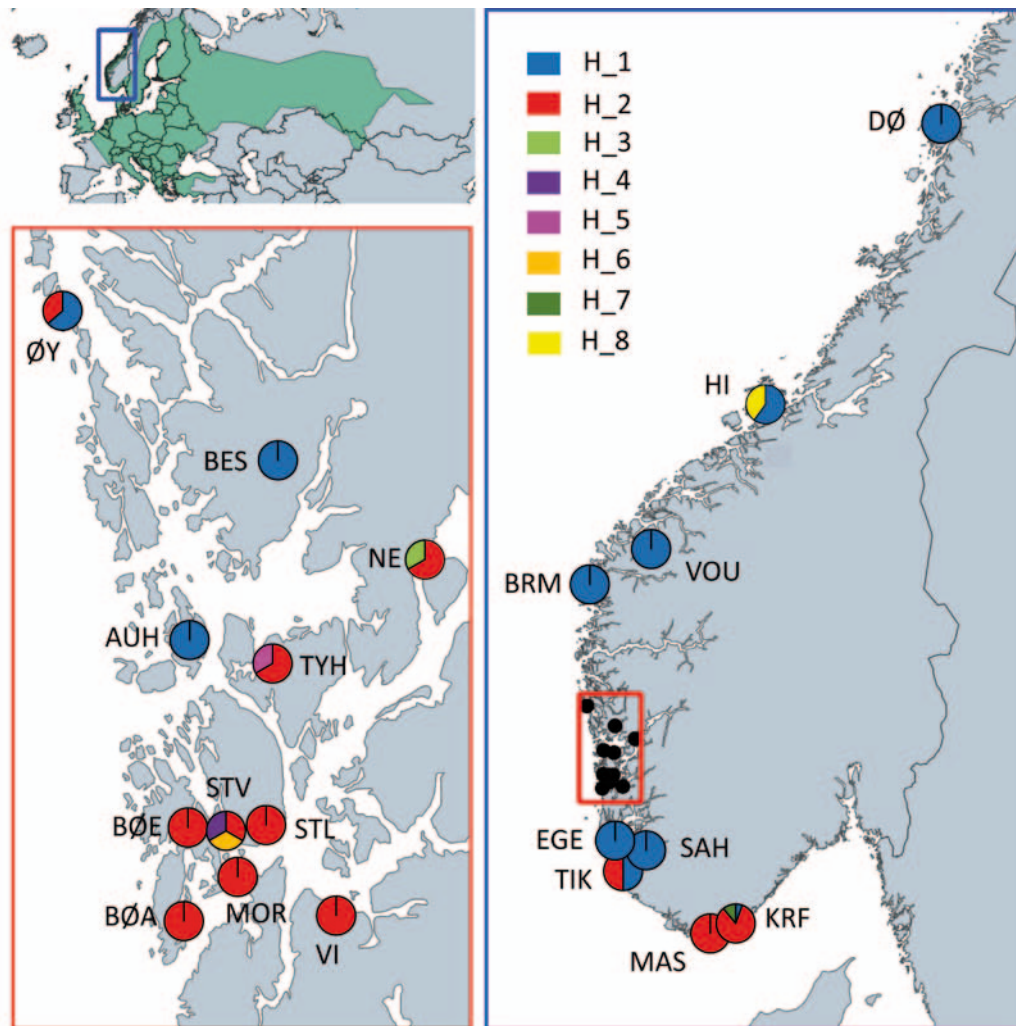 H_1
H_2
H_3
H_4
H_5
H_6
H_7
H_8
DØ
HI
VOU
BRM
EGE
SAH
TIK
KRF
MAS
ØY
BES
NE
AUH
TYH
STV
BØE
STL
MOR
BØA
VI